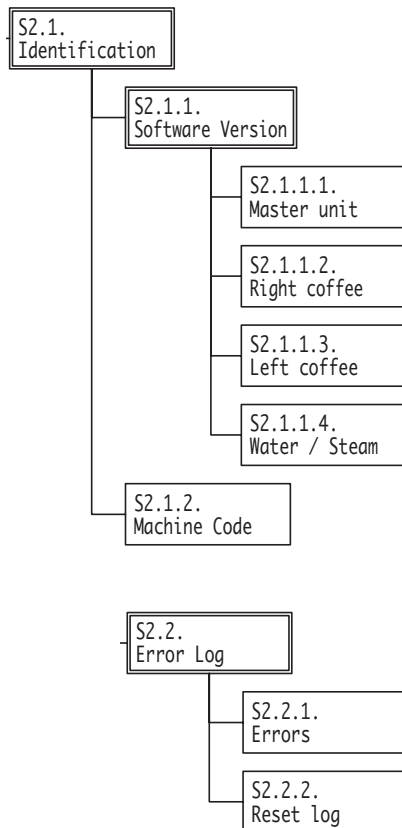 S2.1.
Identification
S2.1.1.
Software Version
S2.1.1.1.
Master unit
S2.1.1.2.
Right coffee
S2.1.1.3.
Left coffee
S2.1.1.4.
Water / Steam
S2.1.2.
Machine Code
S2.2.
Error Log
S2.2.1.
Errors
S2.2.2.
Reset log